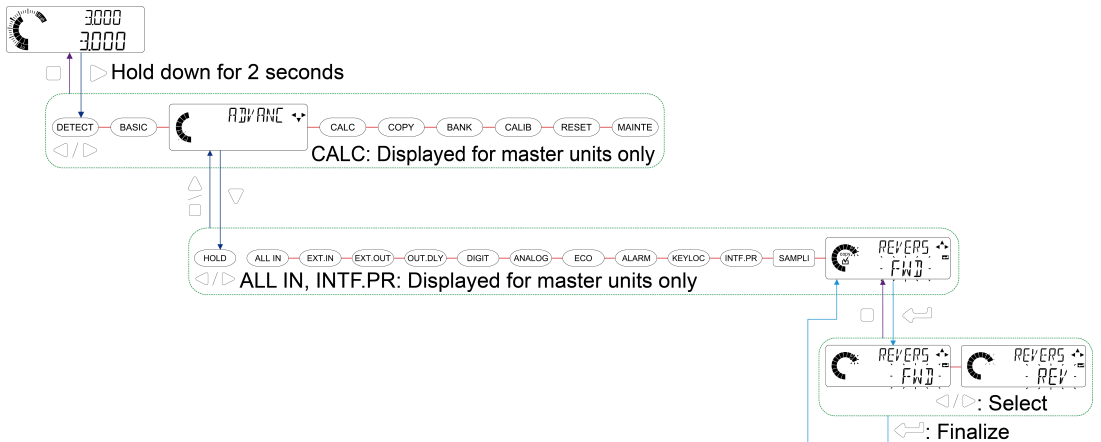 3.000
-3.000
Hold down for 2 seconds
DETECT BASIC ADVANC CALC COPY BANK CALIB RESET MAINTE
/
CALC: Displayed for master units only
/
HOLD ALL IN EXT.IN EXT.OUT OUT.DLY DIGIT ANALOG ECO ALARM KEYLOC INTF.PR SAMPLI copy REVERS
- FWD -
/ ALL IN, INTF.PR: Displayed for master units only
REVERS REVERS
- FWD - - REV -
/ : Select
: Finalize